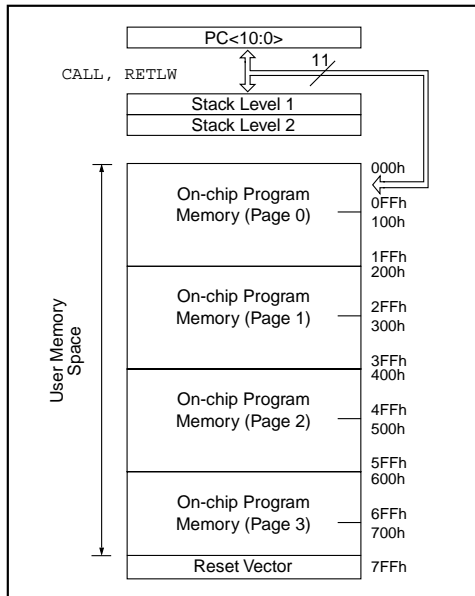 PC<10:0>
CALL, RETLW
11
Stack Level 1
Stack Level 2
000h
On-chip Program
Memory (Page 0)
0FFh
100h
1FFh
200h
On-chip Program
Memory (Page 1)
2FFh
300h
3FFh
400h
User Memory
Space
On-chip Program
Memory (Page 2)
4FFh
500h
5FFh
600h
On-chip Program
Memory (Page 3)
6FFh
700h
Reset Vector
7FFh